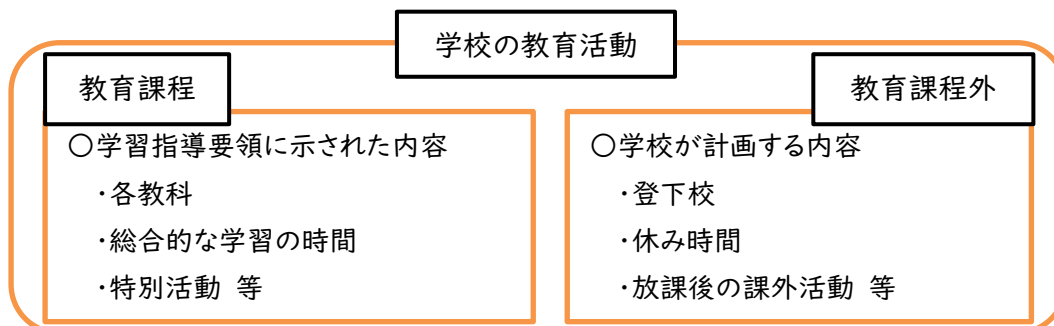 学校の教育活動
教育課程
〇学習指導要領に示された内容
・各教科
・総合的な学習の時間
・特別活動 等
教育課程外
〇学校が計画する内容
・登下校
・休み時間
・放課後の課外活動 等